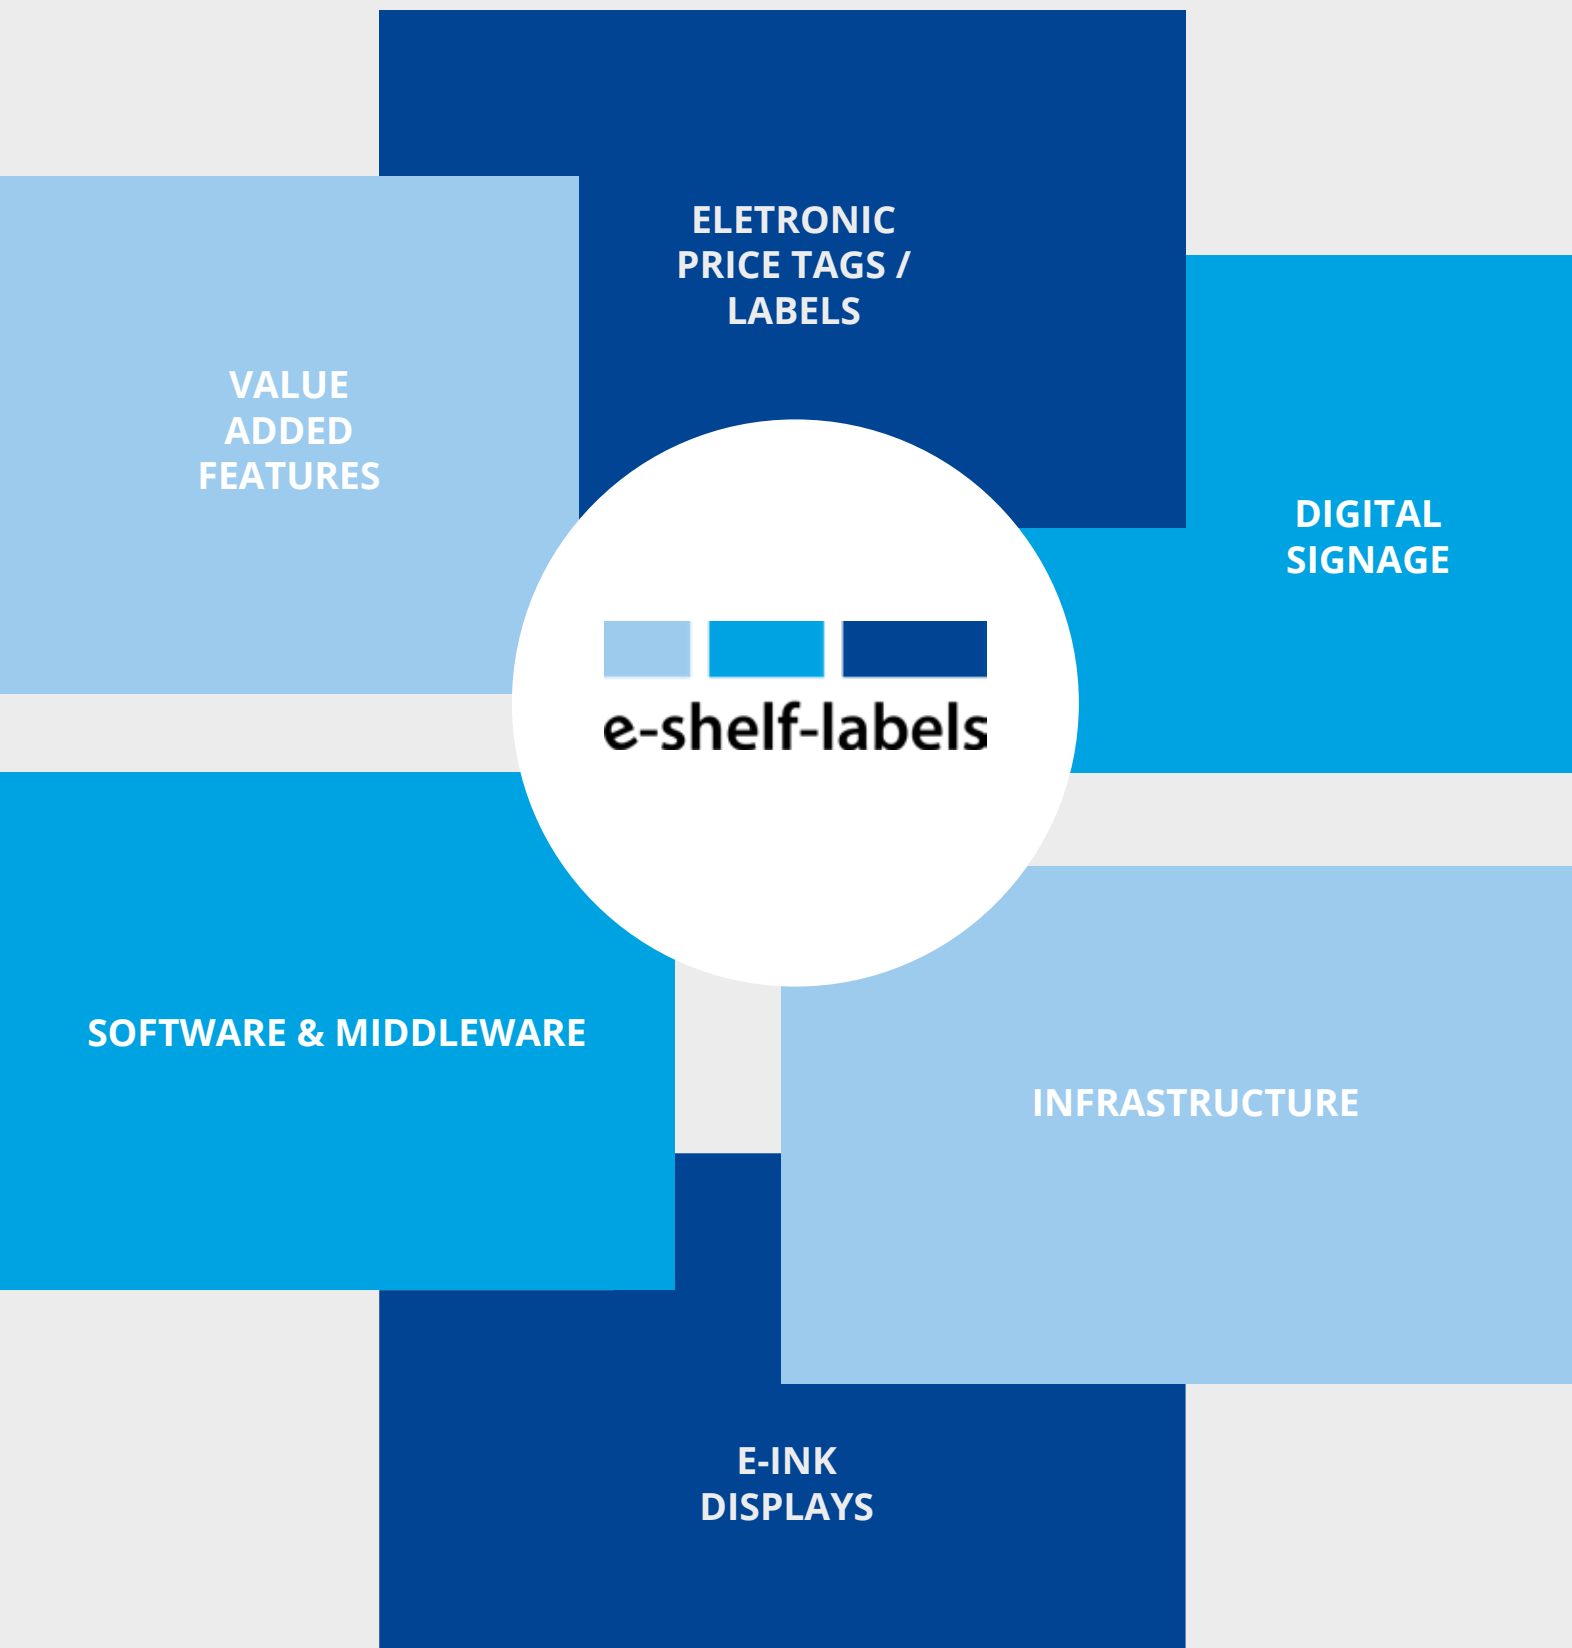 ELETRONIC
PRICE TAGS /
LABELS
VALUE
ADDED
FEATURES
DIGITAL
SIGNAGE
e-shelf-labels
SOFTWARE & MIDDLEWARE
INFRASTRUCTURE
E-INK
DISPLAYS